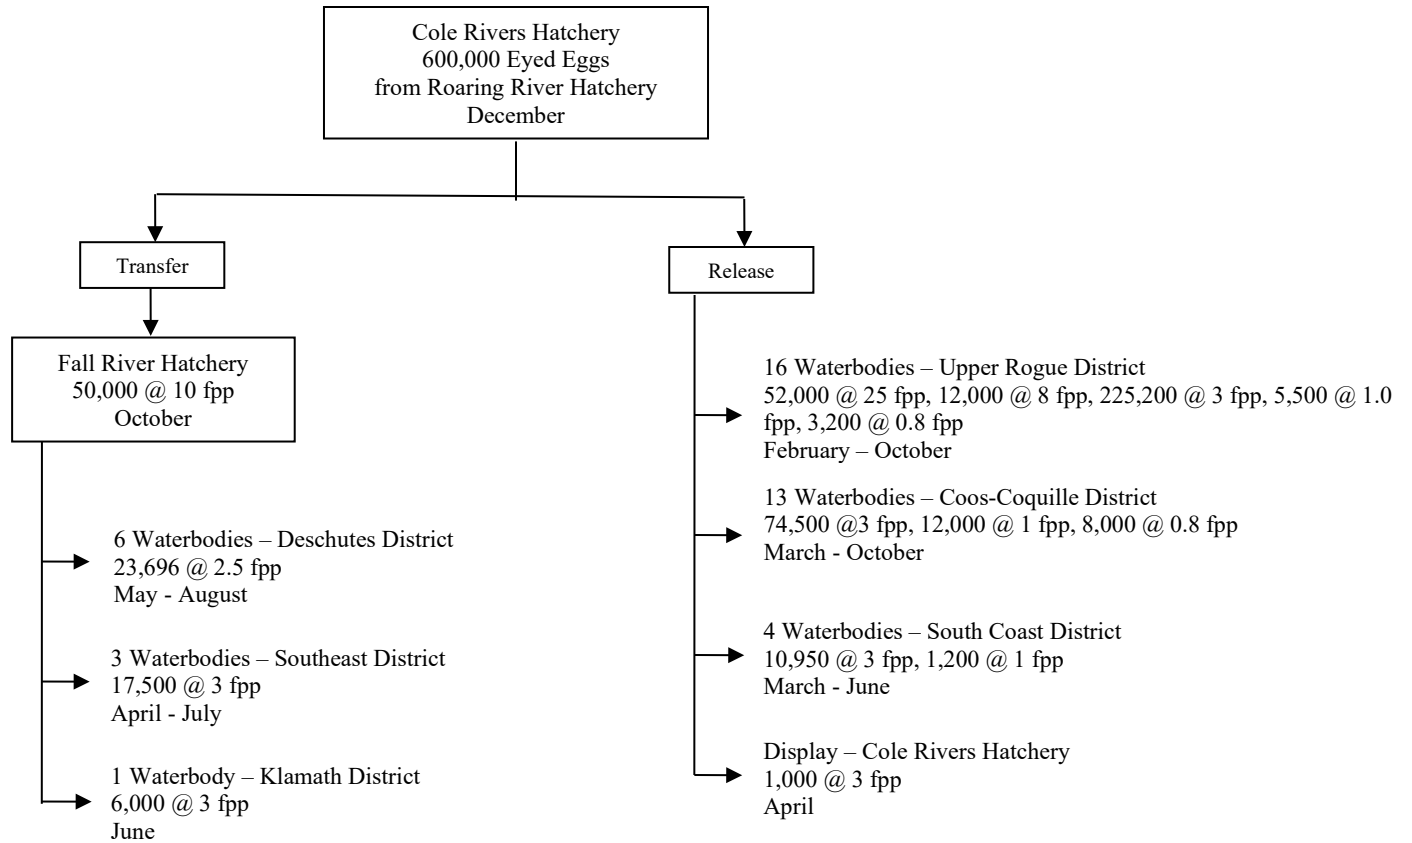 Cole Rivers Hatchery
600,000 Eyed Eggs
from Roaring River Hatchery
December
Transfer
Release
Fall River Hatchery
50,000 @ 10 fpp
October
6 Waterbodies – Deschutes District
23,696 @ 2.5 fpp
May - August
3 Waterbodies – Southeast District
17,500 @ 3 fpp
April - July
1 Waterbody – Klamath District
6,000 @ 3 fpp
June
16 Waterbodies – Upper Rogue District
52,000 @ 25 fpp, 12,000 @ 8 fpp, 225,200 @ 3 fpp, 5,500 @ 1.0
fpp, 3,200 @ 0.8 fpp
February – October
13 Waterbodies – Coos-Coquille District
74,500 @3 fpp, 12,000 @ 1 fpp, 8,000 @ 0.8 fpp
March - October
4 Waterbodies – South Coast District
10,950 @ 3 fpp, 1,200 @ 1 fpp
March - June
Display – Cole Rivers Hatchery
1,000 @ 3 fpp
April